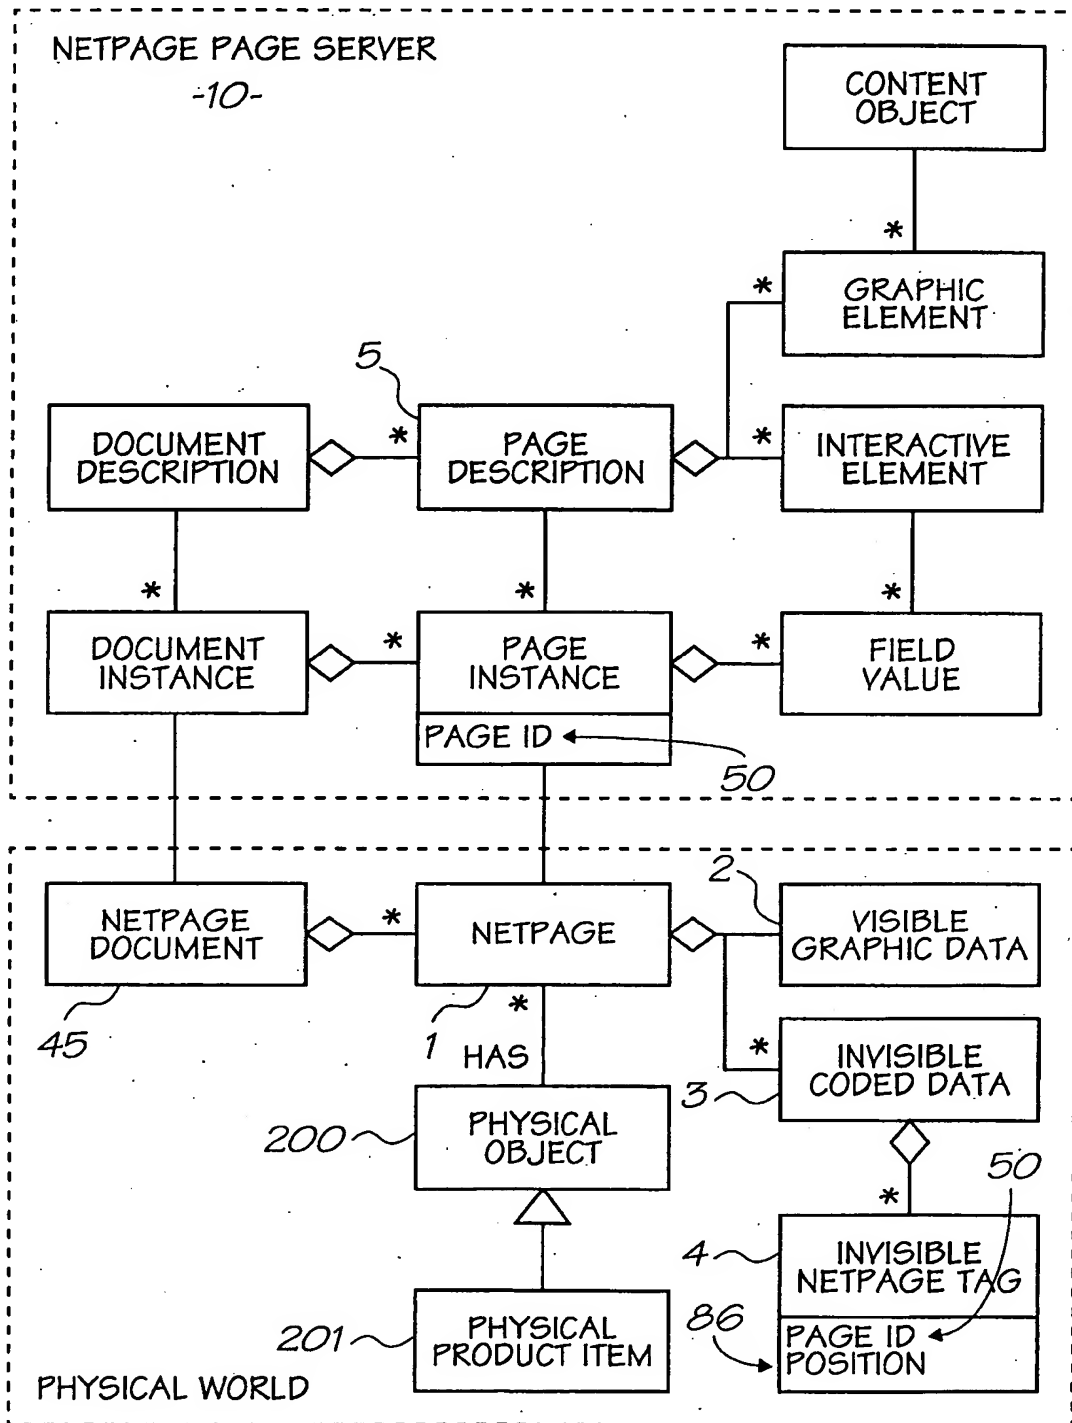 NETPAGE PAGE SERVER
-10-
CONTENT
OBJECT
*
*
GRAPHIC
ELEMENT
5
DOCUMENT
DESCRIPTION
*
PAGE
DESCRIPTION
*
INTERACTIVE
ELEMENT
*
*
*
DOCUMENT
INSTANCE
*
PAGE
INSTANCE
*
FIELD
VALUE
PAGE ID
50
2
NETPAGE
DOCUMENT
*
NETPAGE
VISIBLE
GRAPHIC DATA
45
1
*
HAS
*
3
INVISIBLE
CODED DATA
200
PHYSICAL
OBJECT
50
*
4
INVISIBLE
NETPAGE TAG
86
PAGE ID
POSITION
201
PHYSICAL
PRODUCT ITEM
PHYSICAL WORLD